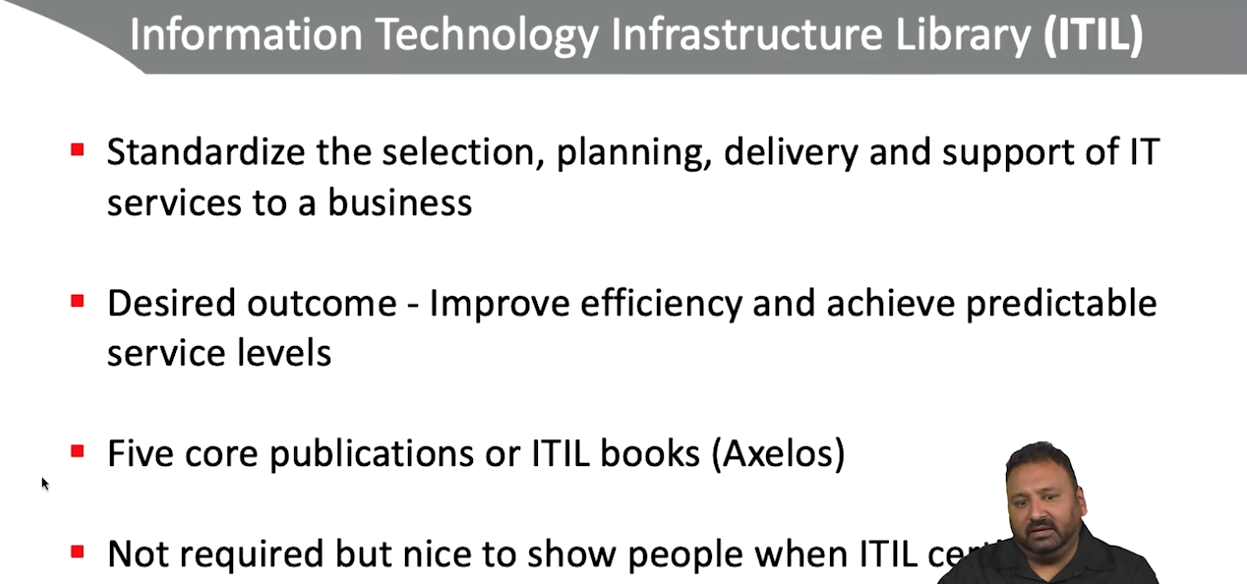 Information Technology Infrastructure Library (ITIL)
Standardize the selection, planning, delivery and support of IT
services to a business
Desired outcome - Improve efficiency and achieve predictable
service levels
Five core publications or ITIL books (Axelos)
Not required but nice to show people when ITIL